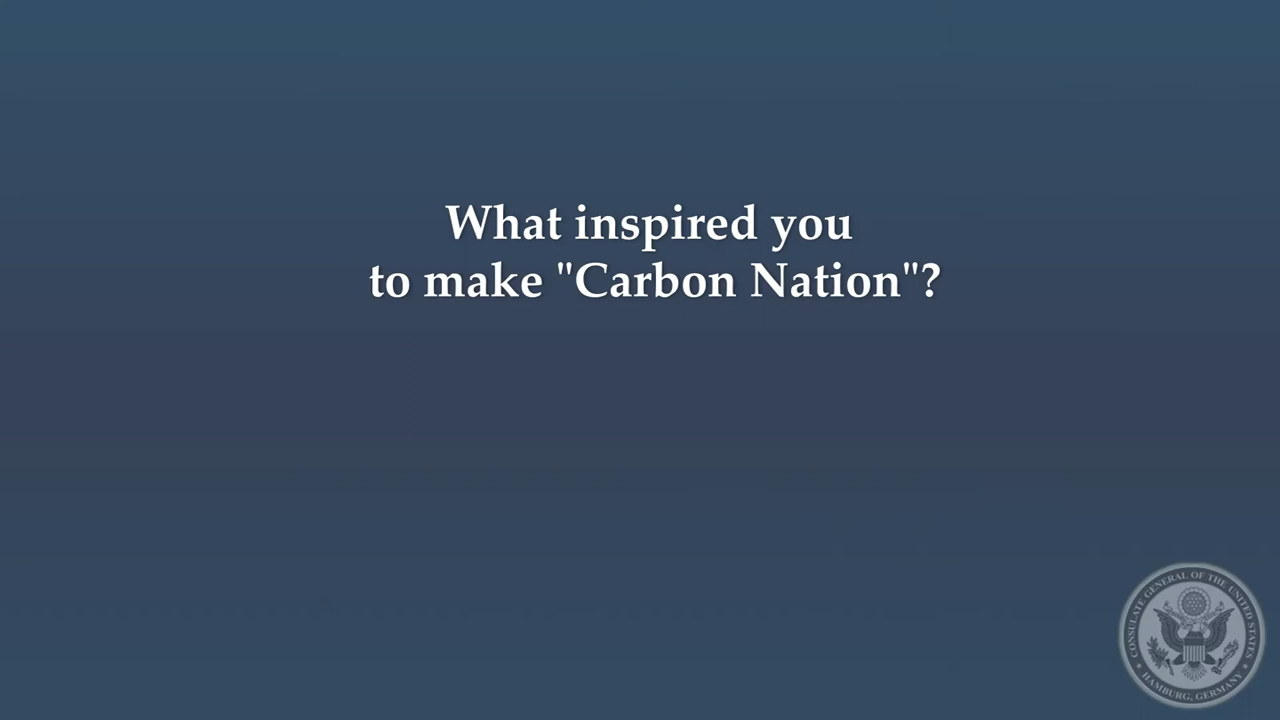 What inspired you
to make "Carbon Nation"?
CONSULATE GENERAL OF THE UNITED STATES
HAMBURG, GERMANY